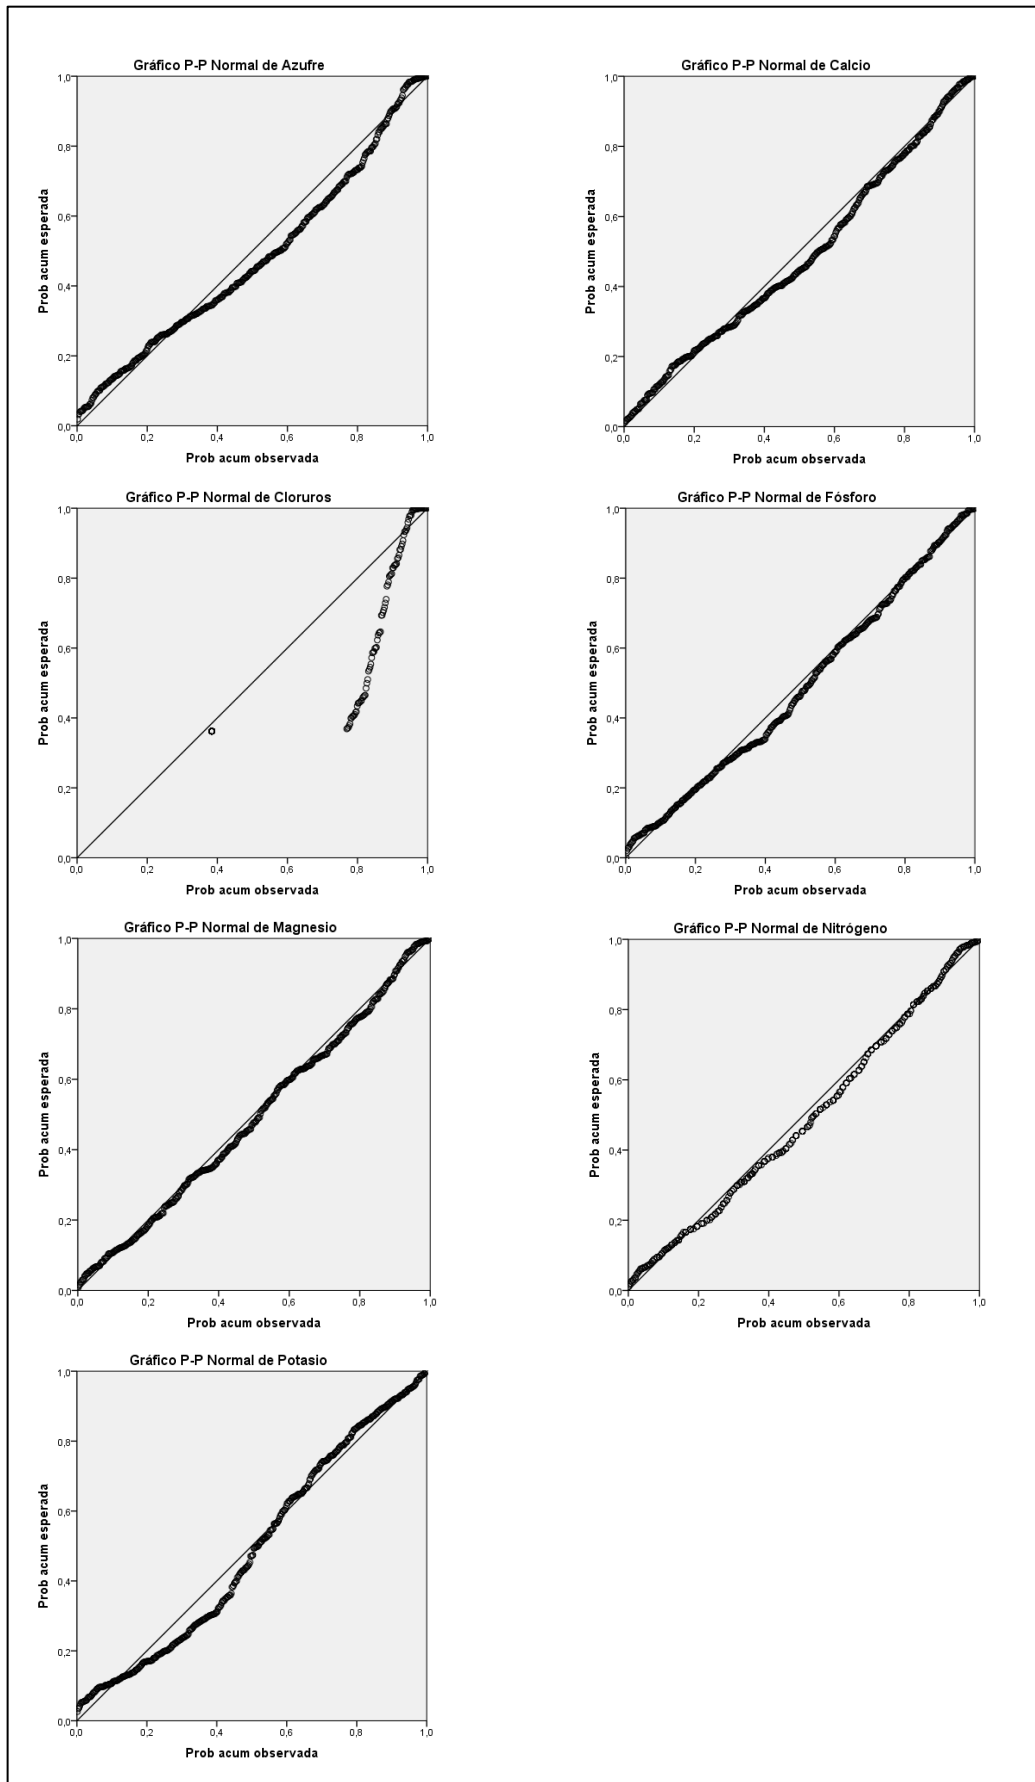 Gráfico P-P Normal de Azufre
Prob acum esperada
1,0
0,8
0,6
0,4
0,2
0,0
0,0 0,2 0,4 0,6 0,8 1,0
Prob acum observada
Gráfico P-P Normal de Calcio
Prob acum esperada
1,0
0,8
0,6
0,4
0,2
0,0
0,0 0,2 0,4 0,6 0,8 1,0
Prob acum observada
Gráfico P-P Normal de Cloruros
Prob acum esperada
1,0
0,8
0,6
0,4
0,2
0,0
0,0 0,2 0,4 0,6 0,8 1,0
Prob acum observada
Gráfico P-P Normal de Fósforo
Prob acum esperada
1,0
0,8
0,6
0,4
0,2
0,0
0,0 0,2 0,4 0,6 0,8 1,0
Prob acum observada
Gráfico P-P Normal de Magnesio
Prob acum esperada
1,0
0,8
0,6
0,4
0,2
0,0
0,0 0,2 0,4 0,6 0,8 1,0
Prob acum observada
Gráfico P-P Normal de Nitrógeno
Prob acum esperada
1,0
0,8
0,6
0,4
0,2
0,0
0,0 0,2 0,4 0,6 0,8 1,0
Prob acum observada
Gráfico P-P Normal de Potasio
Prob acum esperada
1,0
0,8
0,6
0,4
0,2
0,0
0,0 0,2 0,4 0,6 0,8 1,0
Prob acum observada